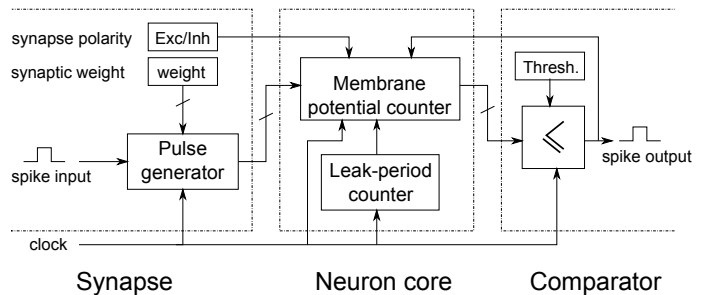 synapse polarity
Exc/Inh
synaptic weight
weight
Thresh.
Membrane
potential counter
Pulse
generator
spike input
Leak-period
counter
≤
spike output
clock
Synapse
Neuron core
Comparator